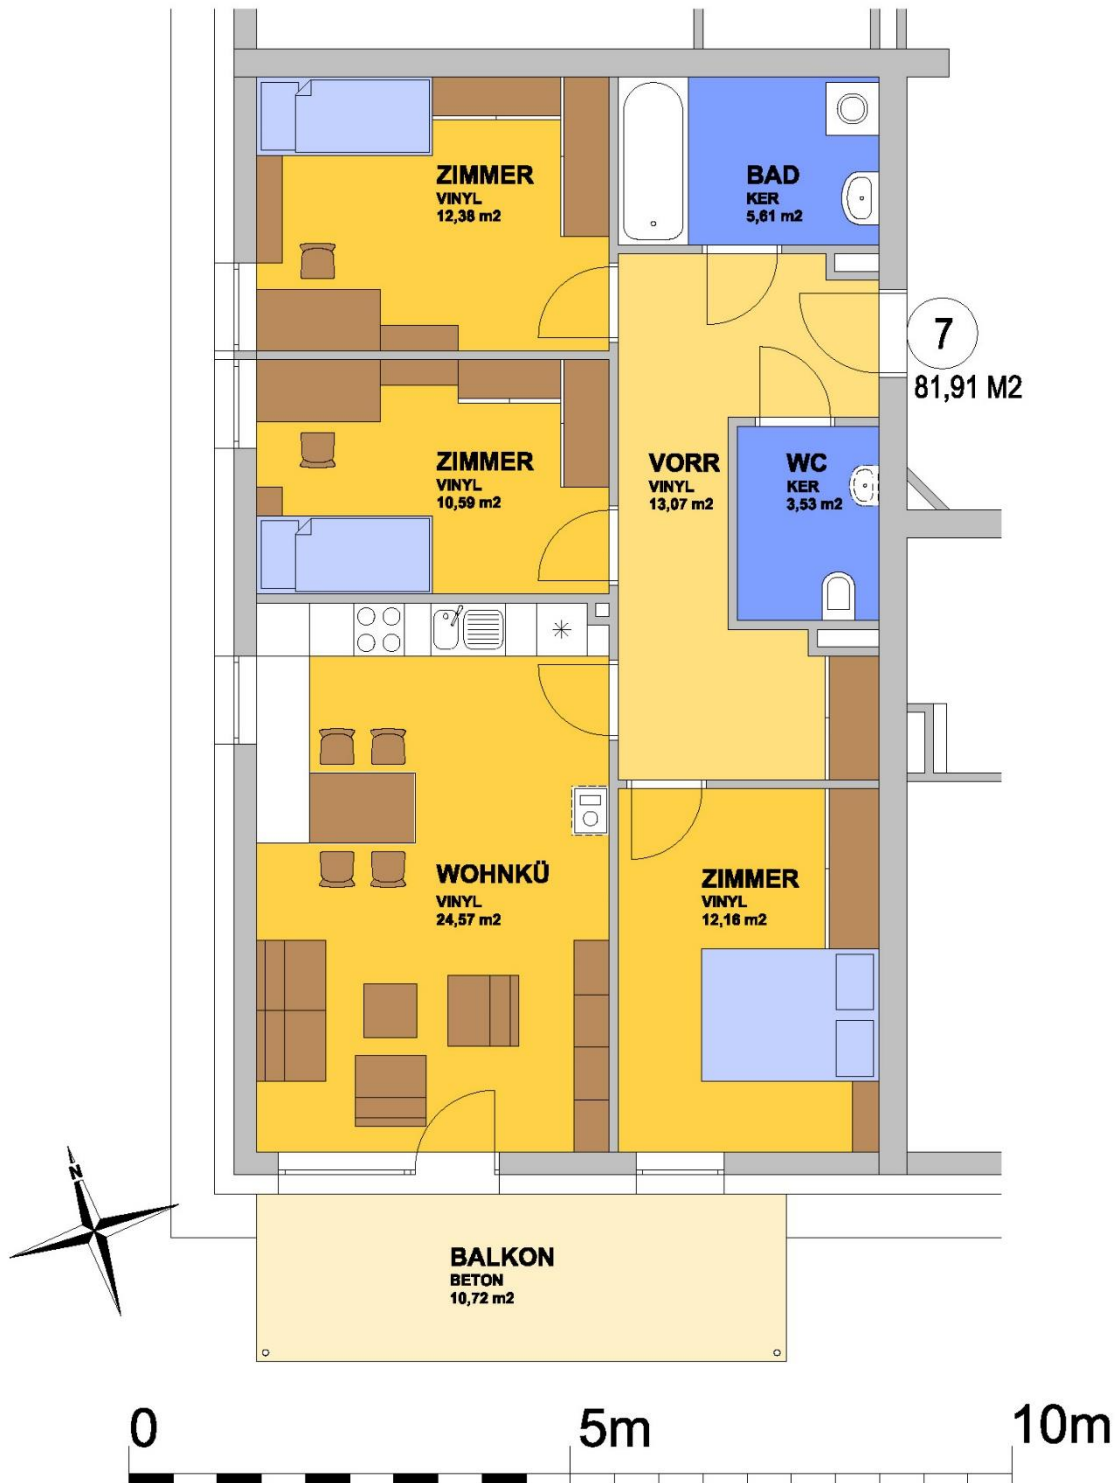 ZIMMER
VINYL
12,38 m2
BAD
KER
5,61 m2
7
81,91 M2
ZIMMER
VINYL
10,59 m2
VORR
VINYL
13,07 m2
WC
KER
3,53 m2
WOHNKÜ
VINYL
24,57 m2
ZIMMER
VINYL
12,16 m2
N
BALKON
BETON
10,72 m2
0 5m 10m